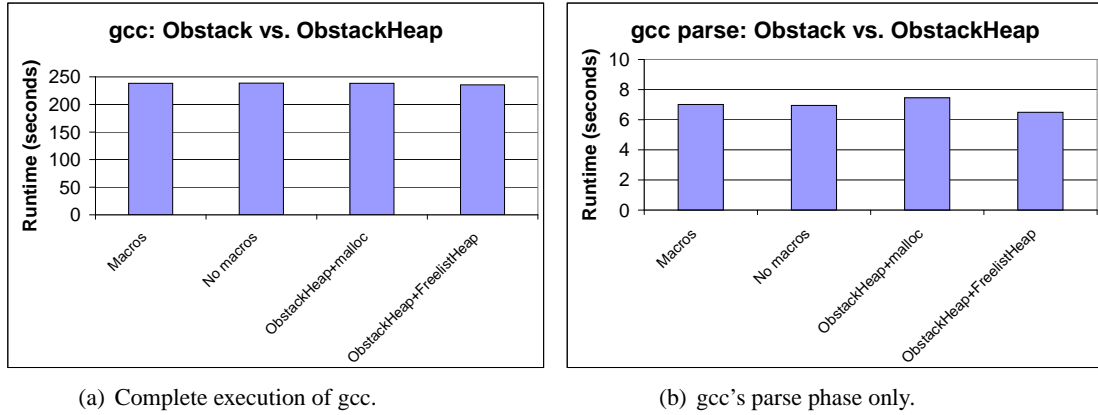 gcc: Obstack vs. ObstackHeap
Runtime (seconds)
250
200
150
100
50
0
Macros
No macros
ObstackHeap+malloc
ObstackHeap+FreelistHeap
(a) Complete execution of gcc.
gcc parse: Obstack vs. ObstackHeap
Runtime (seconds)
10
8
6
4
2
0
Macros
No macros
ObstackHeap+malloc
ObstackHeap+FreelistHeap
(b) gcc's parse phase only.